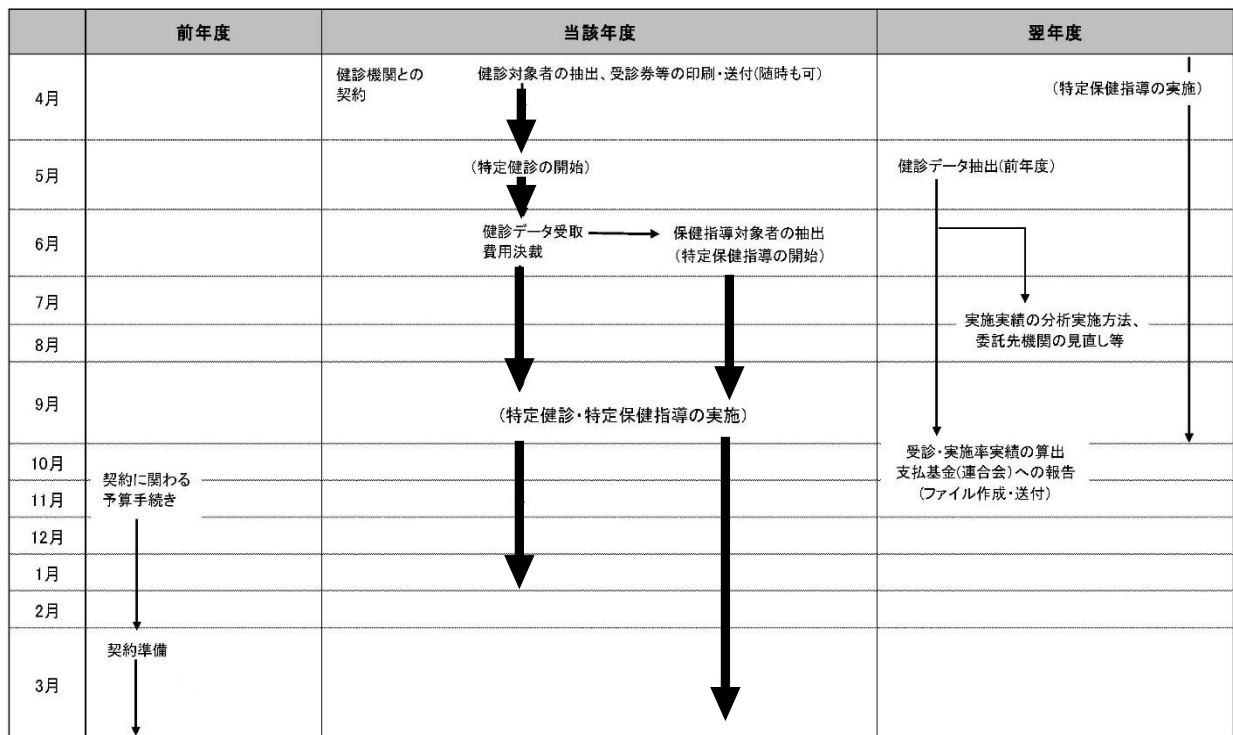 前年度
当該年度
翌年度
4月
健診機関との
契約
健診対象者の抽出、受診券等の印刷・送付(随時も可)
(特定保健指導の実施)
5月
(特定健診の開始)
健診データ抽出(前年度)
6月
健診データ受取
費用決裁
保健指導対象者の抽出
(特定保健指導の開始)
7月
実施実績の分析実施方法、
委託先機関の見直し等
8月
9月
(特定健診・特定保健指導の実施)
10月
受診・実施率実績の算出
支払基金(連合会)への報告
(ファイル作成・送付)
契約に関わる
予算手続き
11月
12月
1月
2月
契約準備
3月